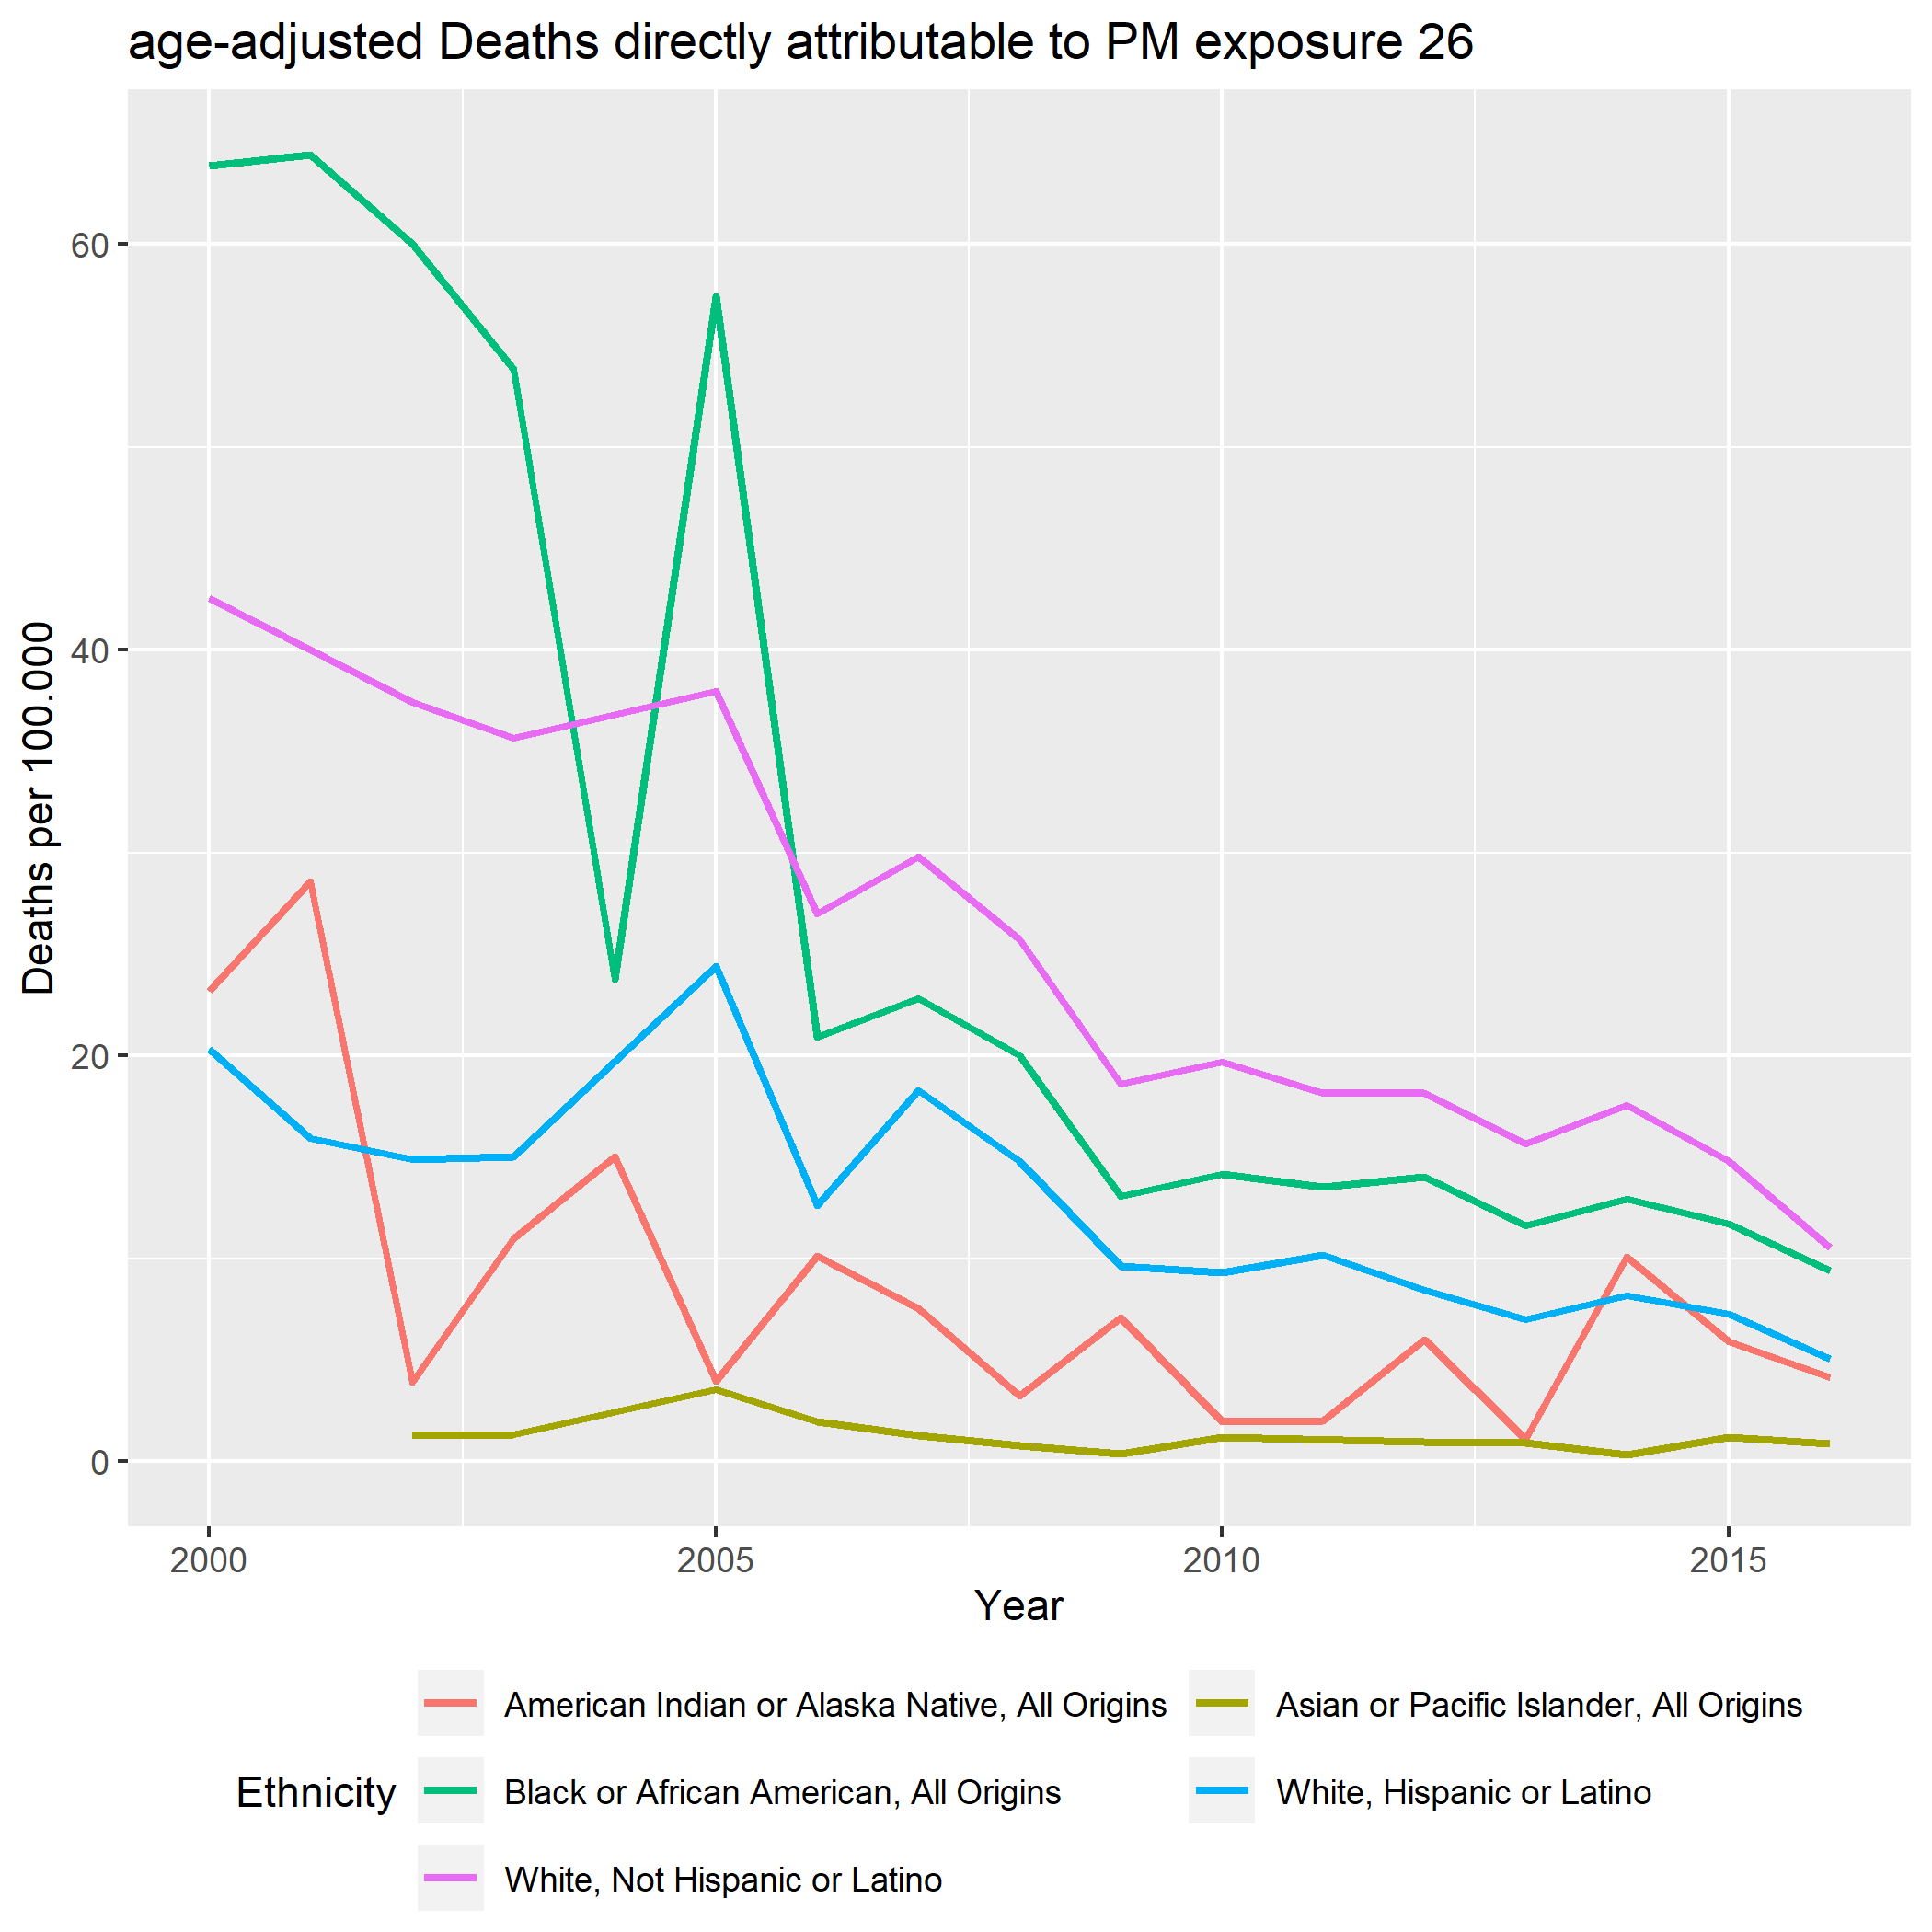 age-adjusted Deaths directly attributable to PM exposure 26
Deaths per 100.000
60
40
20
0
2000 2005 2010 2015
Year
Ethnicity
American Indian or Alaska Native, All Origins
Asian or Pacific Islander, All Origins
Black or African American, All Origins
White, Hispanic or Latino
White, Not Hispanic or Latino